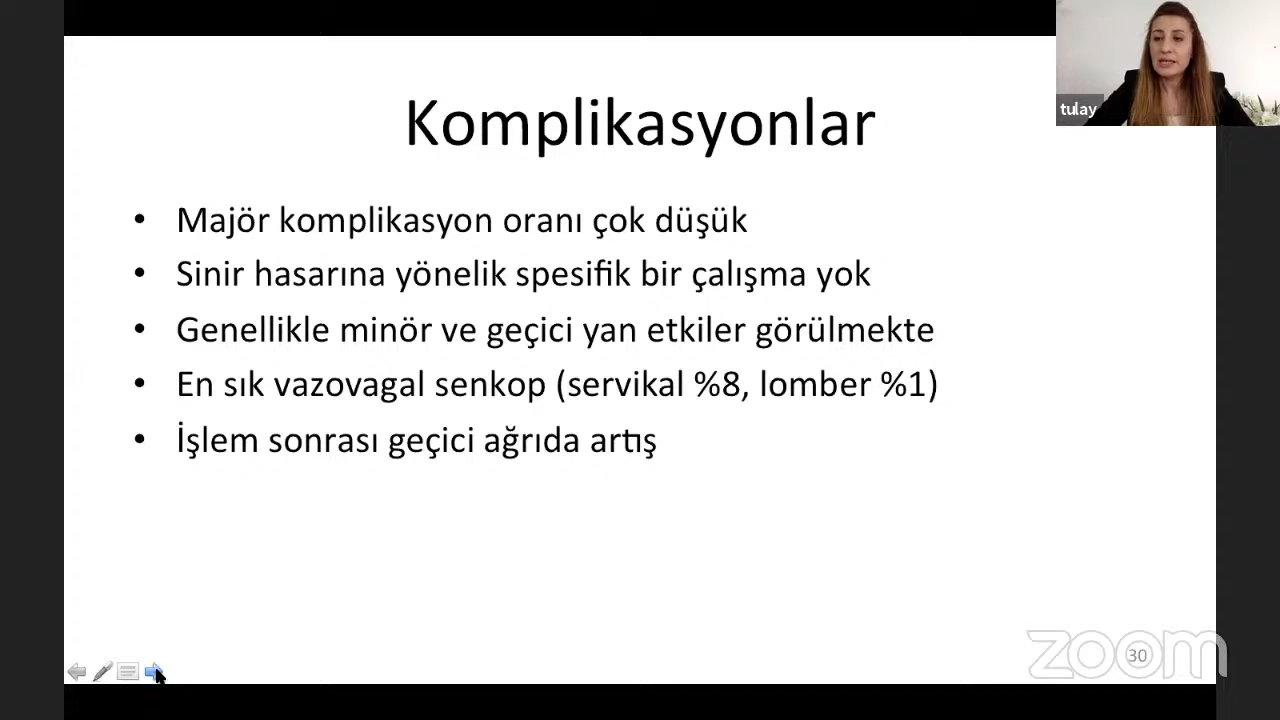 Komplikasyonlar
tulay
• Majör komplikasyon oranı çok düşük
• Sinir hasarına yönelik spesifik bir çalışma yok
• Genellikle minör ve geçici yan etkiler görülmekte
• En sık vazovagal senkop (servikal %8, lomber %1)
• İşlem sonrası geçici ağrıda artış
zoom
30